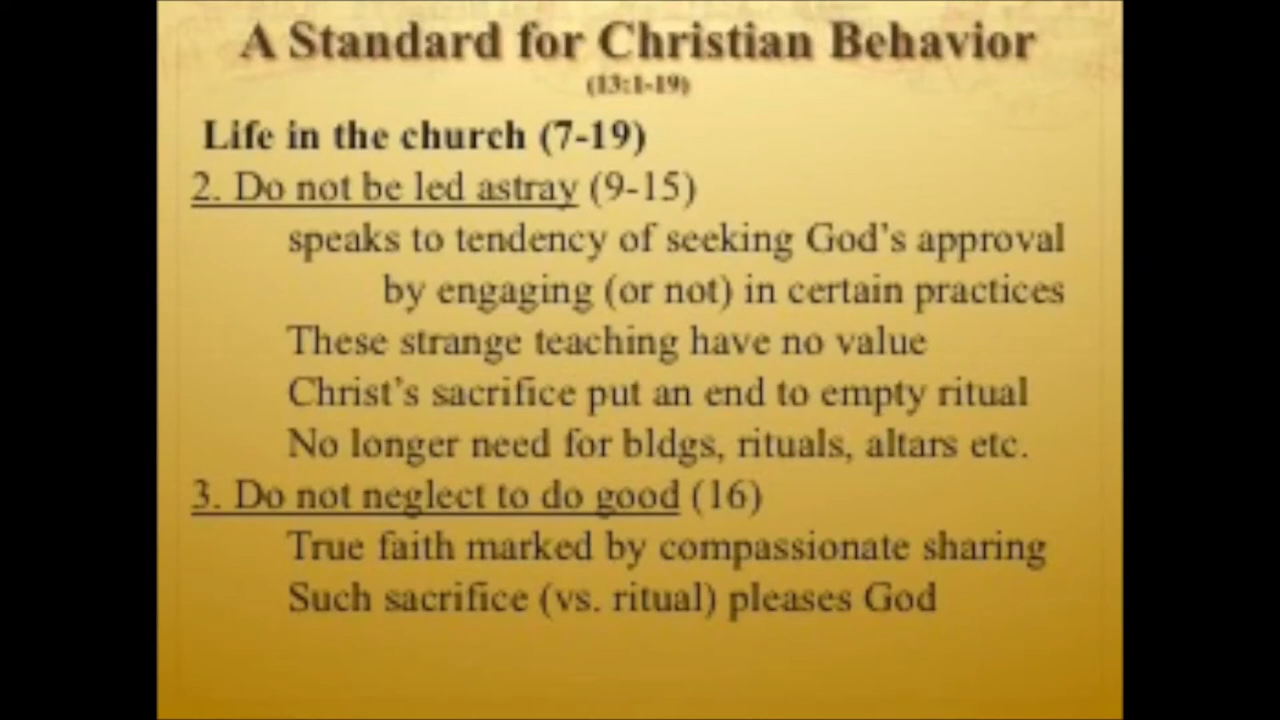 A Standard for Christian Behavior
(13:1-19)
Life in the church (7-19)
2. Do not be led astray (9-15)
speaks to tendency of seeking God's approval
by engaging (or not) in certain practices
These strange teaching have no value
Christ's sacrifice put an end to empty ritual
No longer need for bldgs, rituals, altars etc.
3. Do not neglect to do good (16)
True faith marked by compassionate sharing
Such sacrifice (vs. ritual) pleases God